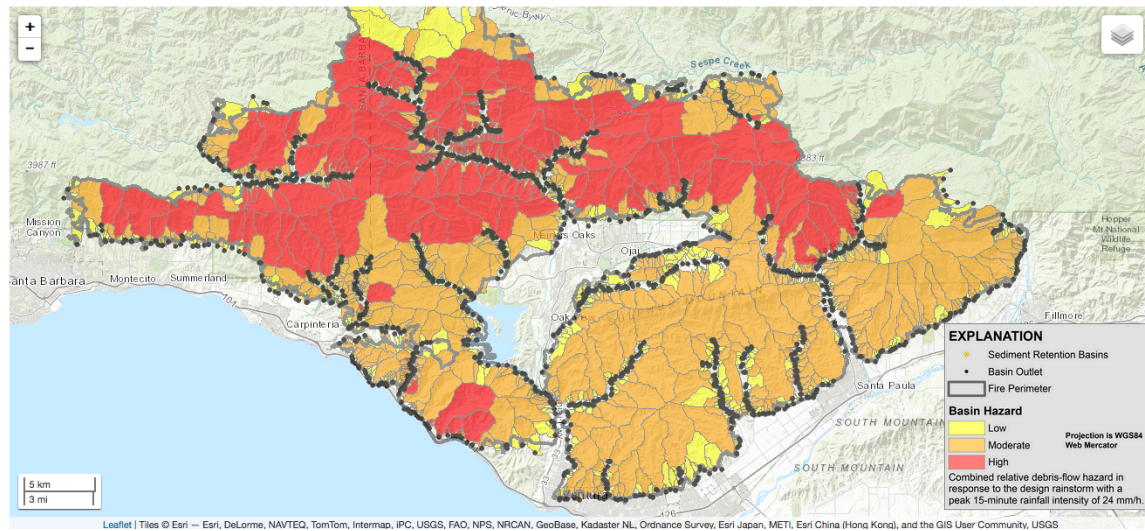 +
−
Sespe Creek
3987 ft
Mission
Canyon
Santa Barbara
Montecito
Summerland
101
Carpinteria
Meiners Oaks
Ojai
Hopper
Mt National
Wildlife
Refuge
Fillmore
Santa Paula
SOUTH MOUNTAIN
SOUTH MOUNTAIN
Ventura
126
EXPLANATION
Sediment Retention Basins
Basin Outlet
Fire Perimeter
Basin Hazard
Low
Moderate
High
Projection is WGS84
Web Mercator
Combined relative debris-flow hazard in
response to the design rainstorm with a
peak 15-minute rainfall intensity of 24 mm/h.
5 km
3 mi
Leaflet | Tiles © Esri — Esri, DeLorme, NAVTEQ, TomTom, Intermap, iPC, USGS, FAO, NPS, NRCAN, GeoBase, Kadaster NL, Ordnance Survey, Esri Japan, METI, Esri China (Hong Kong), and the GIS User Community, USGS